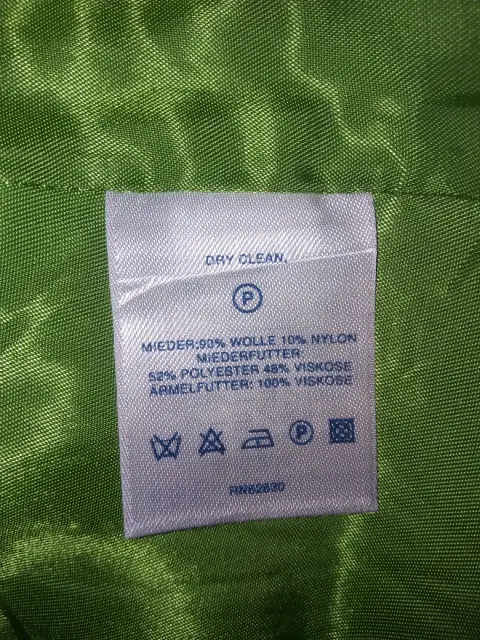 DRY CLEAN.
P
MIEDER:90% WOLLE 10% NYLON
MIEDERFUTTER:
52% POLYESTER 48% VISKOSE
ÄRMELFUTTER: 100% VISKOSE
P
RN62830